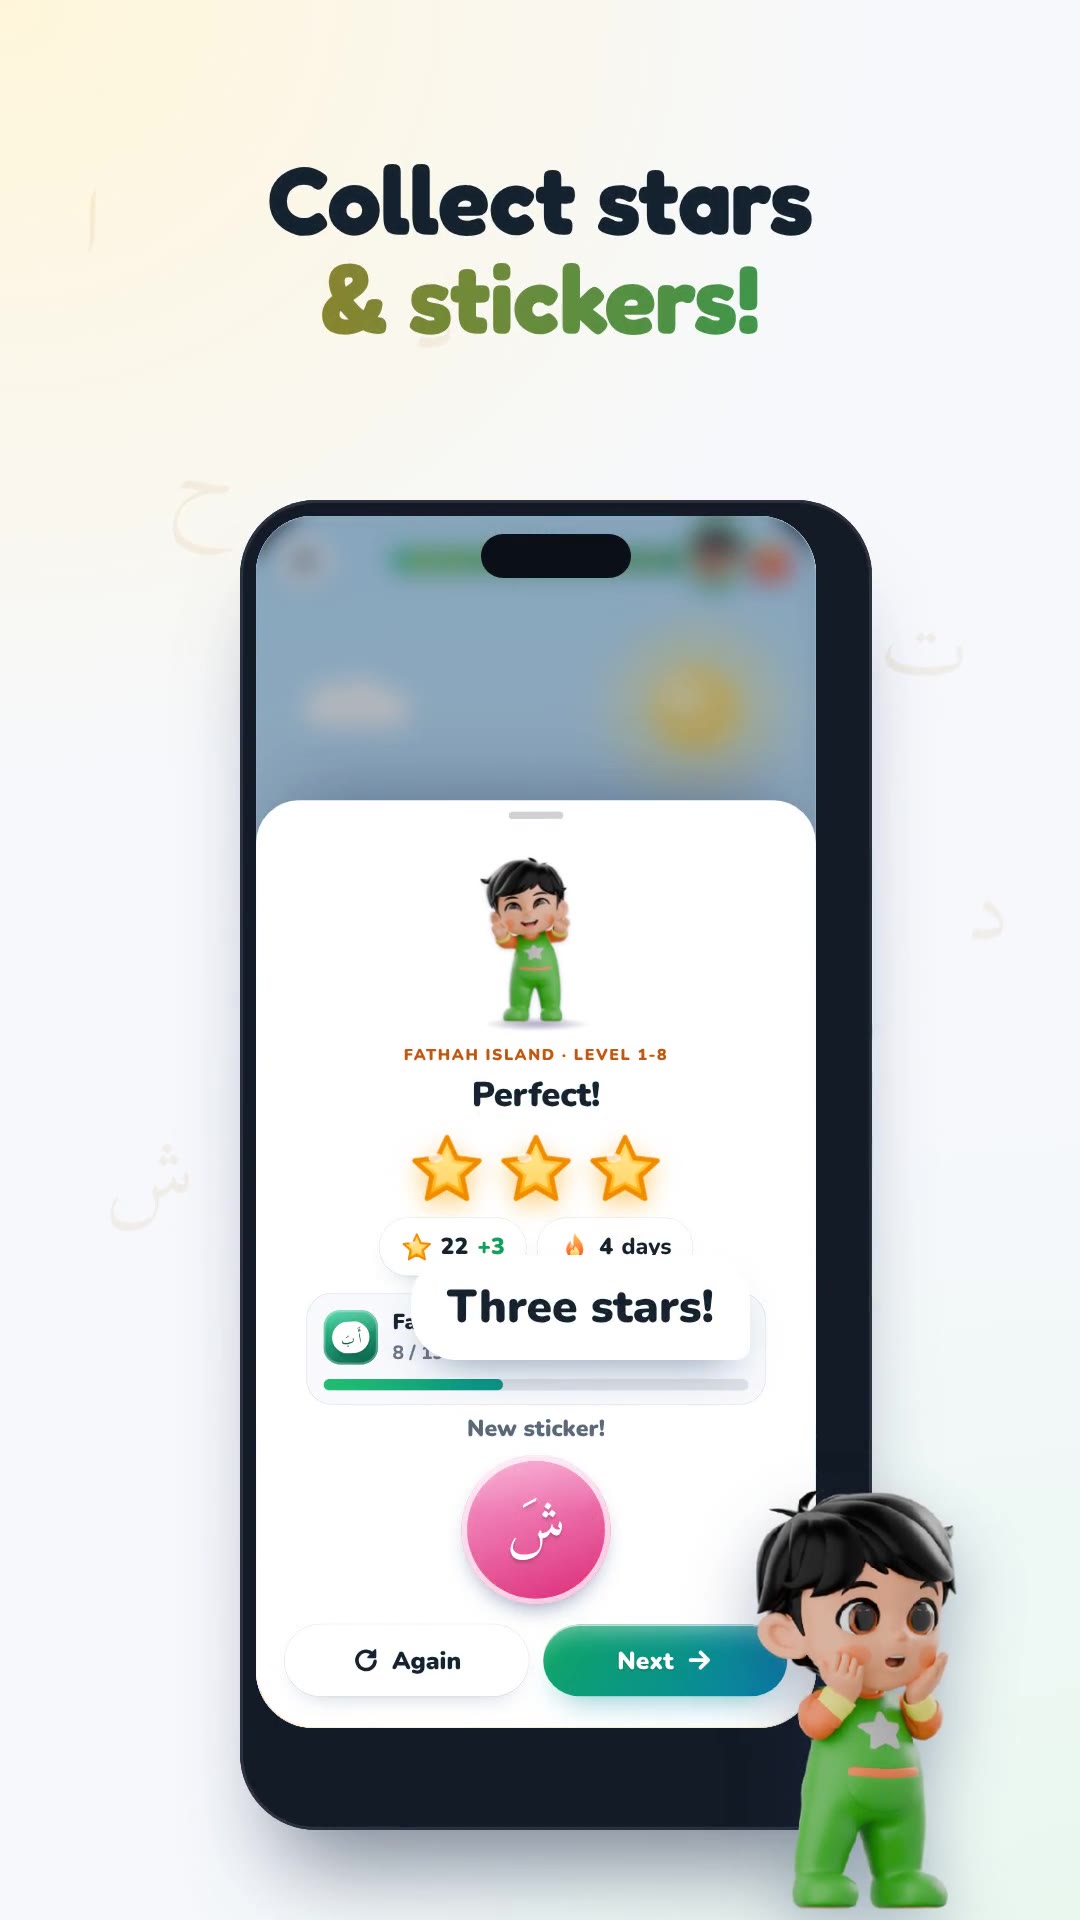 Collect stars
& stickers!
ا
ح
ت
د
ش
FATHAH ISLAND · LEVEL 1-8
Perfect!
22 +3
4 days
Three stars!
أَبَ
8 /
New sticker!
شَ
Again
Next →